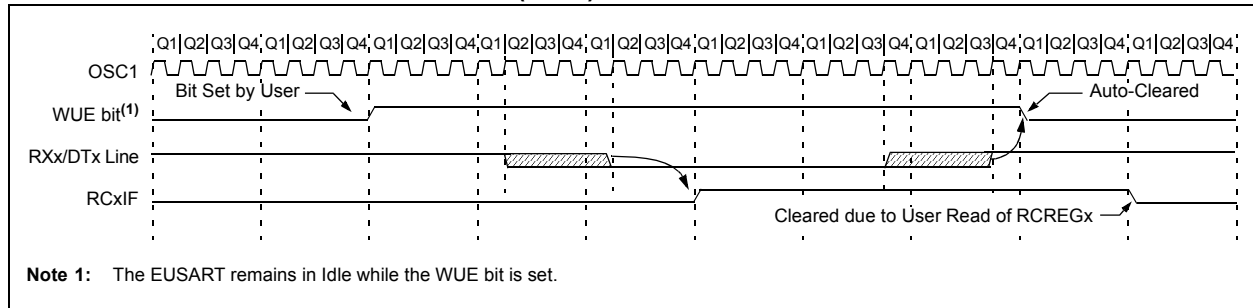 Q1 Q2 Q3 Q4 Q1 Q2 Q3 Q4 Q1 Q2 Q3 Q4 Q1 Q2 Q3 Q4 Q1 Q2 Q3 Q4 Q1 Q2 Q3 Q4 Q1 Q2 Q3 Q4 Q1 Q2 Q3 Q4 Q1 Q2 Q3 Q4 Q1 Q2 Q3 Q4
OSC1
Bit Set by User
Auto-Cleared
WUE bit(1)
RXx/DTx Line
RCxIF
Cleared due to User Read of RCREGx
Note 1: The EUSART remains in Idle while the WUE bit is set.